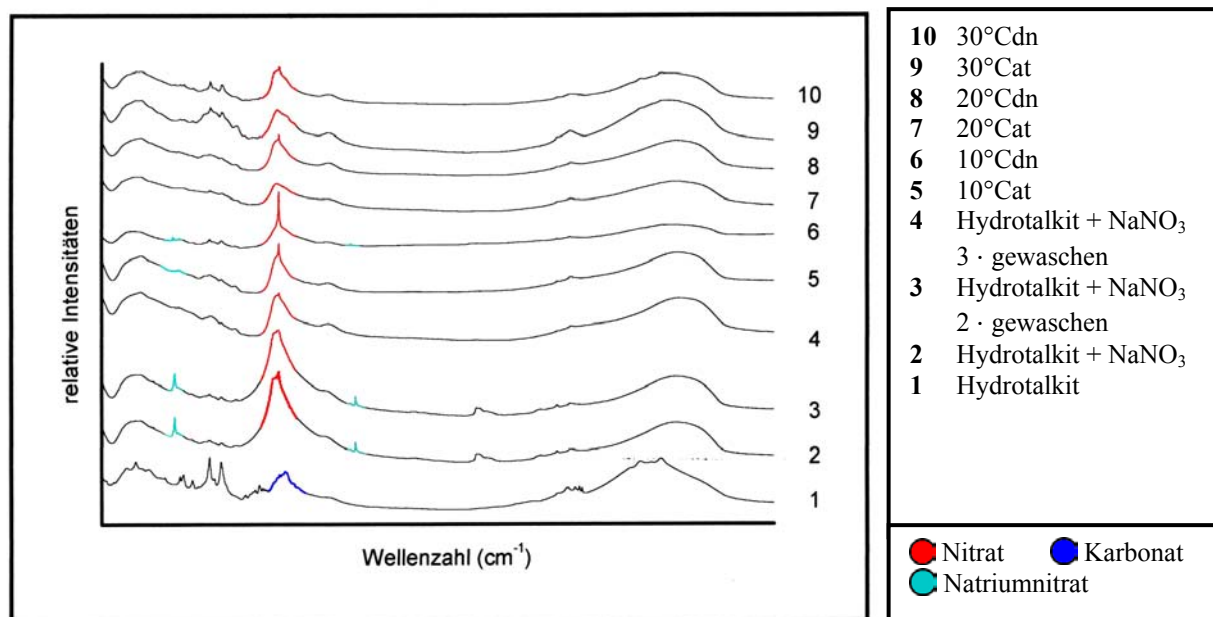 relative Intensitäten
10
9
8
7
6
5
4
3
2
1
Wellenzahl (cm⁻¹)
10 30°Cdn
9 30°Cat
8 20°Cdn
7 20°Cat
6 10°Cdn
5 10°Cat
4 Hydrotalkit + NaNO₃
3 · gewaschen
3 Hydrotalkit + NaNO₃
2 · gewaschen
2 Hydrotalkit + NaNO₃
1 Hydrotalkit
Nitrat Karbonat
Natriumnitrat